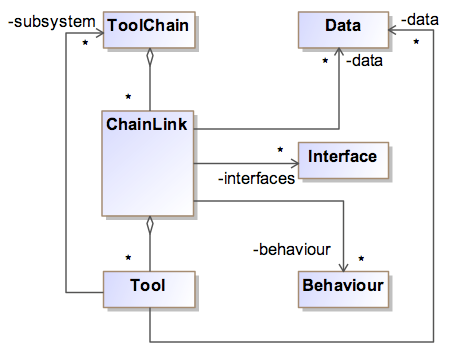 -subsystem
ToolChain
Data
-data
*
*
*
-data
*
ChainLink
*
Interface
-interfaces
-behaviour
*
*
Tool
Behaviour